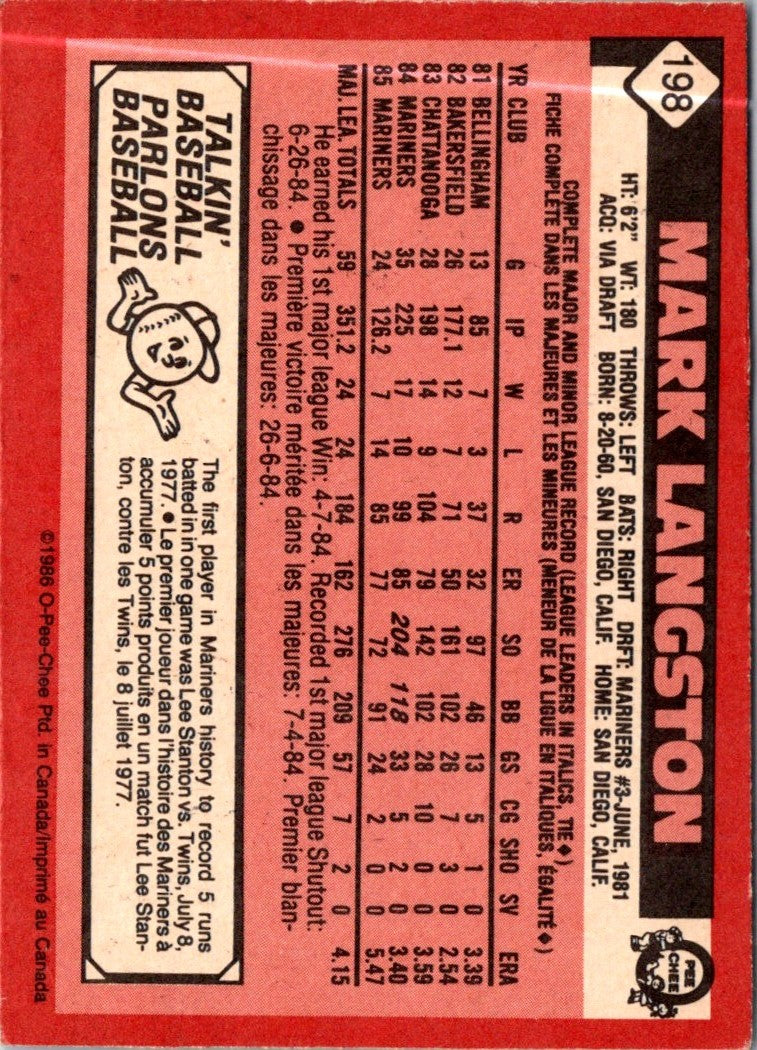 198
MARK LANGSTON
O-PEE-CHEE
HT: 6'2" WT: 180 THROWS: LEFT BATS: RIGHT DRFT: MARINERS #3-JUNE, 1981
ACQ: VIA DRAFT BORN: 8-20-60, SAN DIEGO, CALIF. HOME: SAN DIEGO, CALIF.
COMPLETE MAJOR AND MINOR LEAGUE RECORD (LEAGUE LEADERS IN ITALICS, TIE ♦)
FICHE COMPLÈTE DANS LES MAJEURES ET LES MINEURES (MENEUR DE LA LIGUE EN ITALIQUES, ÉGALITÉ ♦)
YR CLUB G IP W L R ER SO BB GS CG SHO SV ERA
81 BELLINGHAM 13 85 7 3 37 32 97 46 13 5 1 0 3.39
82 BAKERSFIELD 26 177.1 12 7 71 50 161 102 26 7 3 0 2.54
83 CHATTANOOGA 28 198 14 9 104 79 142 102 28 10 0 0 3.59
84 MARINERS 35 225 17 10 99 85 204 118 33 5 2 0 3.40
85 MARINERS 24 126.2 7 14 85 77 72 91 24 2 0 0 5.47
MAJ. LEA. TOTALS 59 351.2 24 24 184 162 276 209 57 7 2 0 4.15
He earned his 1st major league Win: 4-7-84. Recorded 1st major league Shutout:
6-26-84. ● Première victoire méritée dans les majeures: 7-4-84. Premier blan-
chissage dans les majeures: 26-6-84.
TALKIN'
BASEBALL
PARLONS
BASEBALL
The first player in Mariners history to record 5 runs
batted in in one game was Lee Stanton vs. Twins, July 8,
1977. ● Le premier joueur dans l'histoire des Mariners à
accumuler 5 points produits en un match fut Lee Stan-
ton, contre les Twins, le 8 juillet 1977.
©1986 O-Pee-Chee Ptd. in Canada/Imprimé au Canada